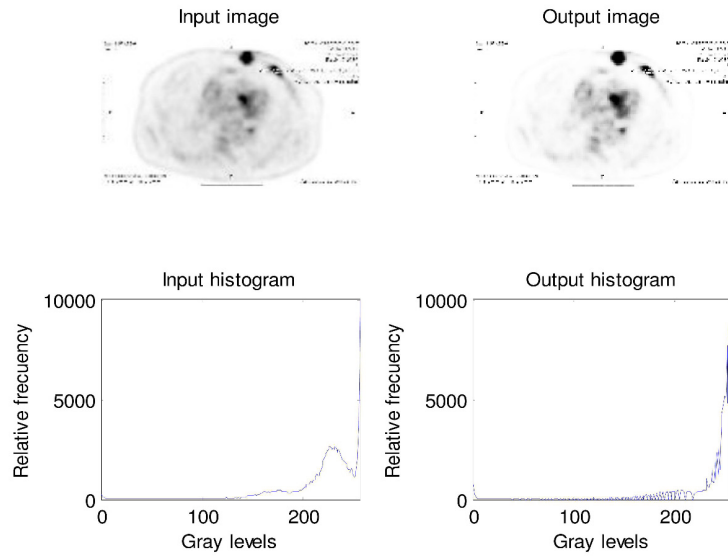 Input image
Output image
Input histogram
Output histogram
10000
5000
0
Relative frecuency
0
100
200
Gray levels
10000
5000
0
Relative frecuency
0
100
200
Gray levels